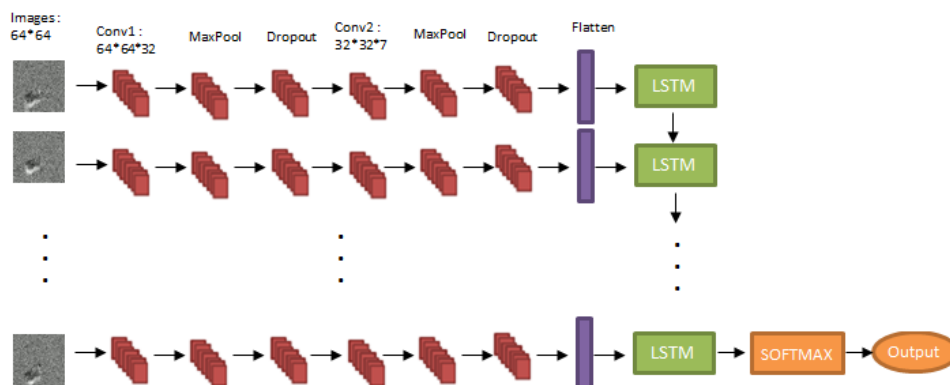 Images:
64*64
Conv1:
64*64*32
MaxPool
Dropout
Conv2:
32*32*7
MaxPool
Dropout
Flatten
LSTM
LSTM
LSTM
SOFTMAX
Output